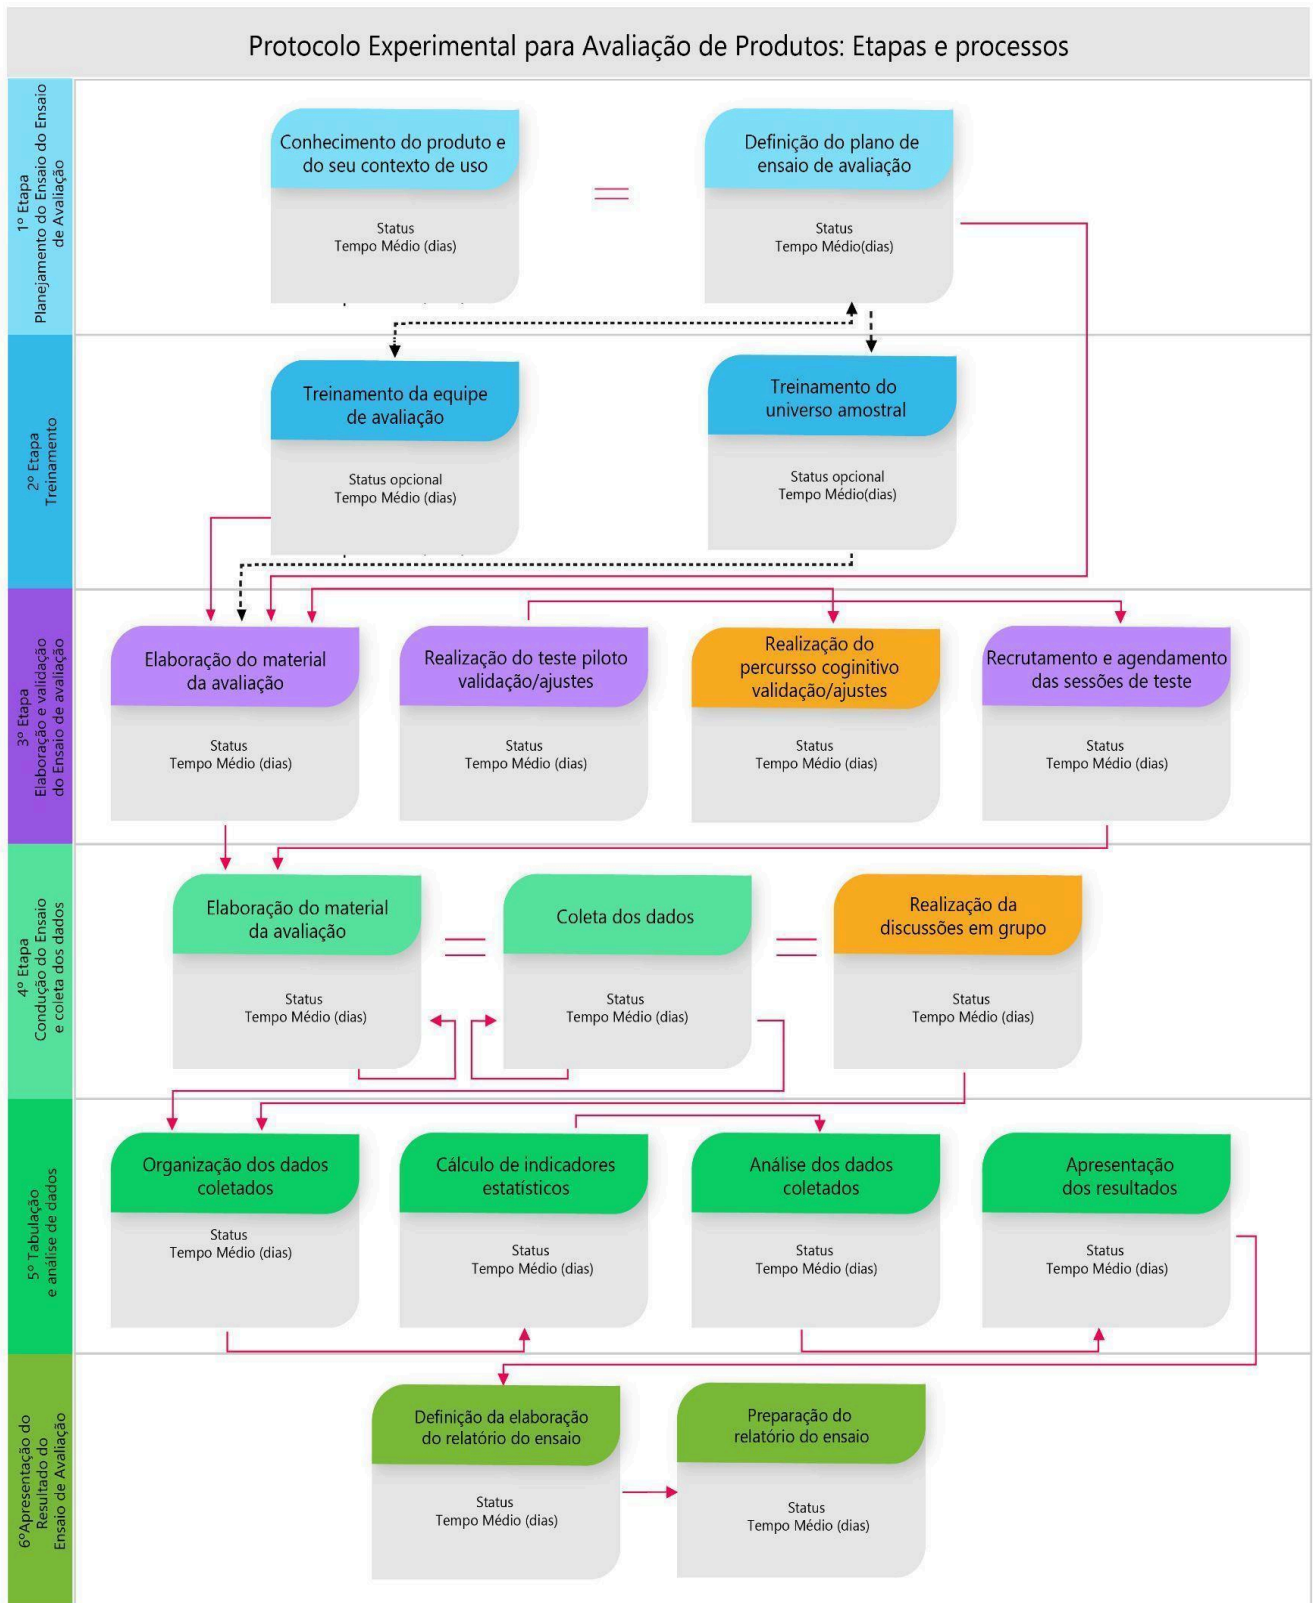 Protocolo Experimental para Avaliação de Produtos: Etapas e processos
1º Etapa
Planejamento do Ensaio do Ensaio
de Avaliação
Conhecimento do produto e
do seu contexto de uso
Status
Tempo Médio (dias)
Definição do plano de
ensaio de avaliação
Status
Tempo Médio(dias)
2º Etapa
Treinamento
Treinamento da equipe
de avaliação
Status opcional
Tempo Médio (dias)
Treinamento do
universo amostral
Status opcional
Tempo Médio(dias)
3º Etapa
Elaboração e validação
do Ensaio de avaliação
Elaboração do material
da avaliação
Status
Tempo Médio (dias)
Realização do teste piloto
validação/ajustes
Status
Tempo Médio (dias)
Realização do
percursso coginitivo
validação/ajustes
Status
Tempo Médio (dias)
Recrutamento e agendamento
das sessões de teste
Status
Tempo Médio (dias)
4º Etapa
Condução do Ensaio
e coleta dos dados
Elaboração do material
da avaliação
Status
Tempo Médio (dias)
Coleta dos dados
Status
Tempo Médio (dias)
Realização da
discussões em grupo
Status
Tempo Médio (dias)
5º Tabulação
e análise de dados
Organização dos dados
coletados
Status
Tempo Médio (dias)
Cálculo de indicadores
estatísticos
Status
Tempo Médio (dias)
Análise dos dados
coletados
Status
Tempo Médio (dias)
Apresentação
dos resultados
Status
Tempo Médio (dias)
6ºApresentação do
Resultado do
Ensaio de Avaliação
Definição da elaboração
do relatório do ensaio
Status
Tempo Médio (dias)
Preparação do
relatório do ensaio
Status
Tempo Médio (dias)